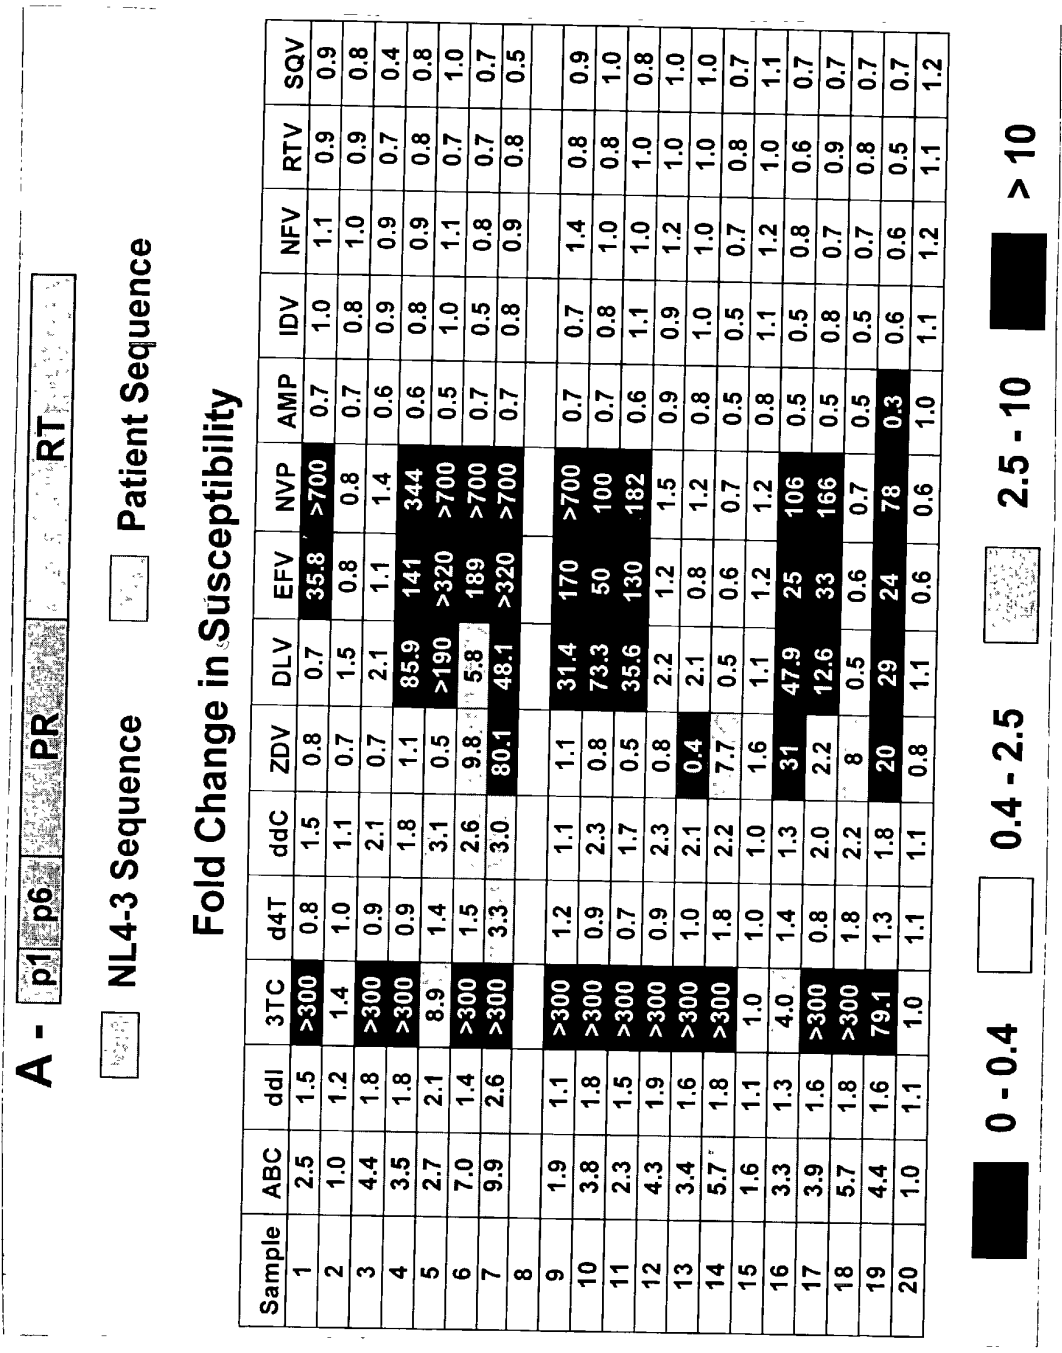 A - p1 p6 PR RT
NL4-3 Sequence Patient Sequence
Fold Change in Susceptibility
Sample ABC ddI 3TC d4T ddC ZDV DLV EFV NVP AMP IDV NFV RTV SQV
1 2.5 1.5 >300 0.8 1.5 0.8 0.7 35.8 >700 0.7 1.0 1.1 0.9 0.9
2 1.0 1.2 1.4 1.0 1.1 0.7 1.5 0.8 0.8 0.7 0.8 1.0 0.9 0.8
3 4.4 1.8 >300 0.9 2.1 0.7 2.1 1.1 1.4 0.6 0.9 0.9 0.7 0.4
4 3.5 1.8 >300 0.9 1.8 1.1 85.9 141 344 0.6 0.8 0.9 0.8 0.8
5 2.7 2.1 8.9 1.4 3.1 0.5 >190 >320 >700 0.5 1.0 1.1 0.7 1.0
6 7.0 1.4 >300 1.5 2.6 9.8 5.8 189 >700 0.7 0.5 0.8 0.7 0.7
7 9.9 2.6 >300 3.3 3.0 80.1 48.1 >320 >700 0.7 0.8 0.9 0.8 0.5
8
9 1.9 1.1 >300 1.2 1.1 1.1 31.4 170 >700 0.7 0.7 1.4 0.8 0.9
10 3.8 1.8 >300 0.9 2.3 0.8 73.3 50 100 0.7 0.8 1.0 0.8 1.0
11 2.3 1.5 >300 0.7 1.7 0.5 35.6 130 182 0.6 1.1 1.0 1.0 0.8
12 4.3 1.9 >300 0.9 2.3 0.8 2.2 1.2 1.5 0.9 0.9 1.2 1.0 1.0
13 3.4 1.6 >300 1.0 2.1 0.4 2.1 0.8 1.2 0.8 1.0 1.0 1.0 1.0
14 5.7 1.8 >300 1.8 2.2 7.7 0.5 0.6 0.7 0.5 0.5 0.7 0.8 0.7
15 1.6 1.1 1.0 1.0 1.0 1.6 1.1 1.2 1.2 0.8 1.1 1.2 1.0 1.1
16 3.3 1.3 4.0 1.4 1.3 31 47.9 25 106 0.5 0.5 0.8 0.6 0.7
17 3.9 1.6 >300 0.8 2.0 2.2 12.6 33 166 0.5 0.8 0.7 0.9 0.7
18 5.7 1.8 >300 1.8 2.2 8 0.5 0.6 0.7 0.5 0.5 0.7 0.8 0.7
19 4.4 1.6 79.1 1.3 1.8 20 29 24 78 0.3 0.6 0.6 0.5 0.7
20 1.0 1.1 1.0 1.1 1.1 0.8 1.1 0.6 0.6 1.0 1.1 1.2 1.1 1.2
0 - 0.4 0.4 - 2.5 2.5 - 10 > 10